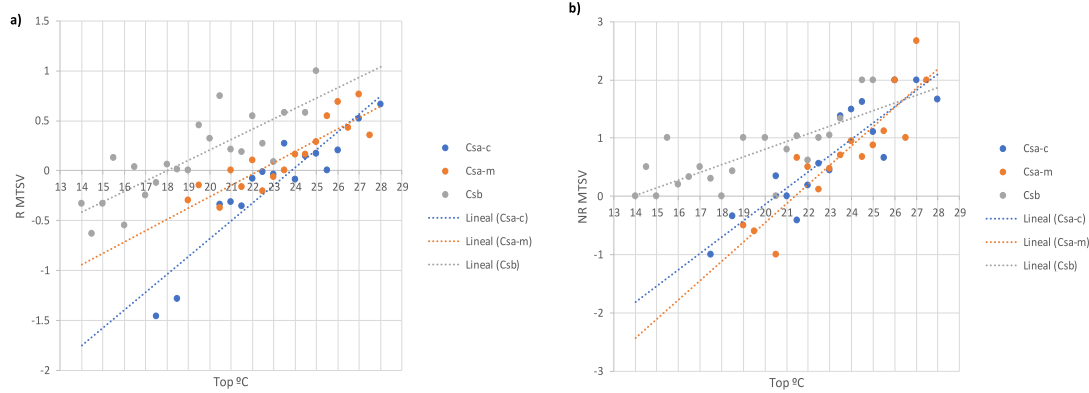 a)
1.5
1
0.5
0
-0.5
-1
-1.5
-2
13 14 15 16 17 18 19 20 21 22 23 24 25 26 27 28 29
R MTSV
Top ºC
Csa-c
Csa-m
Csb
Lineal (Csa-c)
Lineal (Csa-m)
Lineal (Csb)
b)
3
2
1
0
-1
-2
-3
13 14 15 16 17 18 19 20 21 22 23 24 25 26 27 28 29
NR MTSV
Top ºC
Csa-c
Csa-m
Csb
Lineal (Csa-c)
Lineal (Csa-m)
Lineal (Csb)